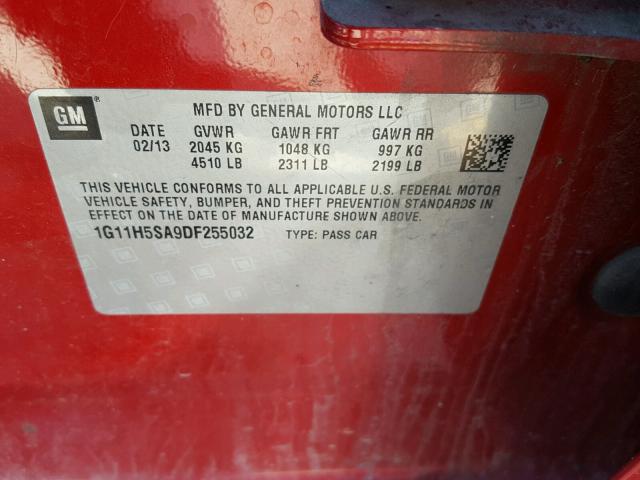 GM
MFD BY GENERAL MOTORS LLC
DATE GVWR GAWR FRT GAWR RR
02/13 2045 KG 1048 KG 997 KG
4510 LB 2311 LB 2199 LB
THIS VEHICLE CONFORMS TO ALL APPLICABLE U.S. FEDERAL MOTOR
VEHICLE SAFETY, BUMPER, AND THEFT PREVENTION STANDARDS IN
EFFECT ON THE DATE OF MANUFACTURE SHOWN ABOVE.
1G11H5SA9DF255032 TYPE: PASS CAR